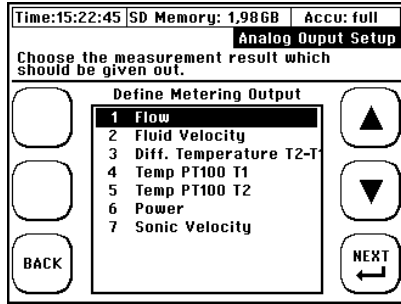 Time:15:22:45 SD Memory: 1,98GB Accu: full
Analog Ouput Setup
Choose the measurement result which
should be given out.
Define Metering Output
1 Flow
2 Fluid Velocity
3 Diff. Temperature T2-T1
4 Temp PT100 T1
5 Temp PT100 T2
6 Power
7 Sonic Velocity
BACK
NEXT